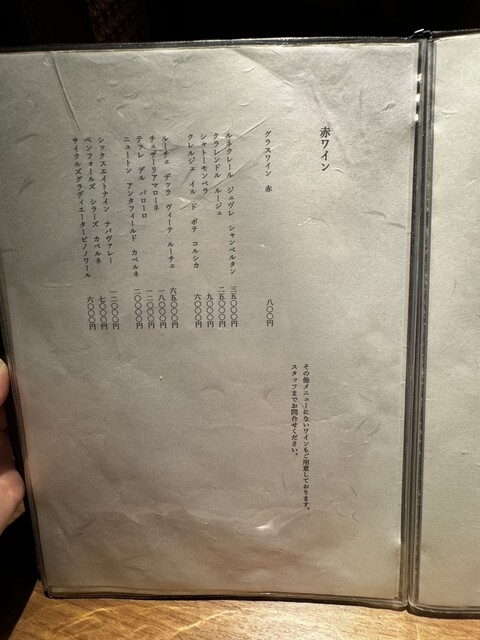 赤ワイン
グラスワイン 赤 八〇〇円
ルネクレール ジュヴレ シャンベルタン 三五〇〇〇円
クラレンドル ルージュ 二五〇〇〇円
シャトーモンペラ 九〇〇〇円
クレルジェ イル ド ボテ コルシカ 六〇〇〇円
ルーチェ デッラ ヴィーテ ルーチェ 六五〇〇〇円
チェザーリアマローネ 一八〇〇〇円
テッレ デル バローロ 一二〇〇〇円
ニュートン アンタフィールド カベルネ 二〇〇〇〇円
シックスエイトナイン ナパヴァレー 一二〇〇〇円
ペンフォールズ シラーズ カベルネ 七〇〇〇円
サイクルズグラディエーターピノノワール 六〇〇〇円
その他メニューにないワインもご用意しております。
スタッフまでお問合せください。